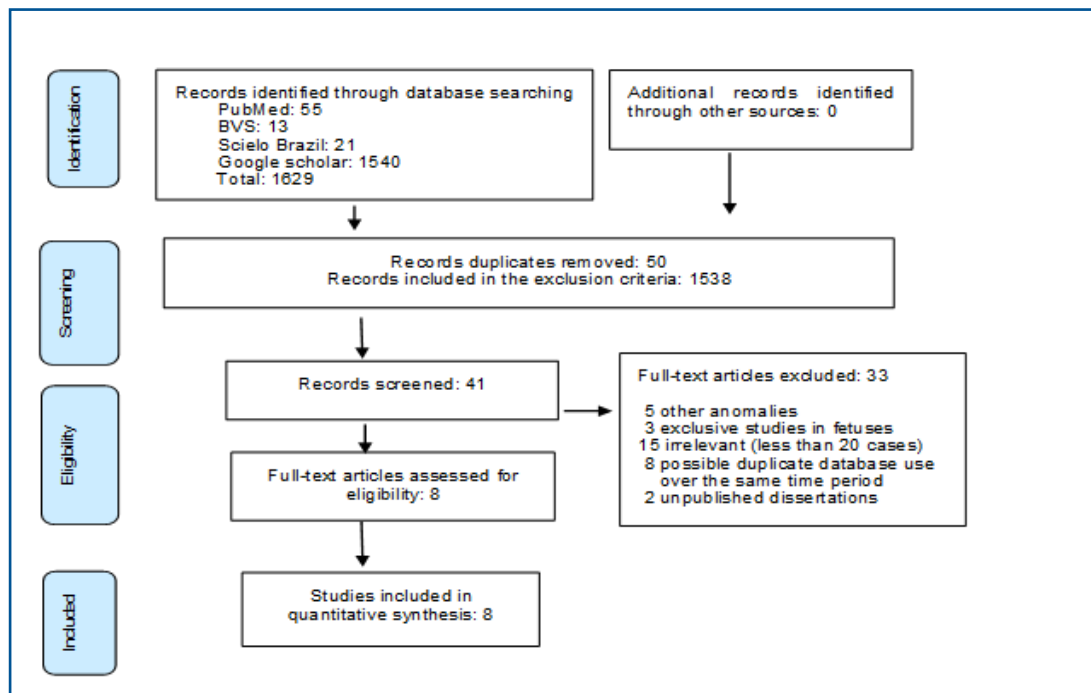 Identification
Records identified through database searching
PubMed: 55
BVS: 13
Scielo Brazil: 21
Google scholar: 1540
Total: 1629
Additional records identified
through other sources: 0
Screening
Records duplicates removed: 50
Records included in the exclusion criteria: 1538
Eligibility
Records screened: 41
Full-text articles excluded: 33
5 other anomalies
3 exclusive studies in fetuses
15 irrelevant (less than 20 cases)
8 possible duplicate database use
over the same time period
2 unpublished dissertations
Full-text articles assessed for
eligibility: 8
Included
Studies included in
quantitative synthesis: 8